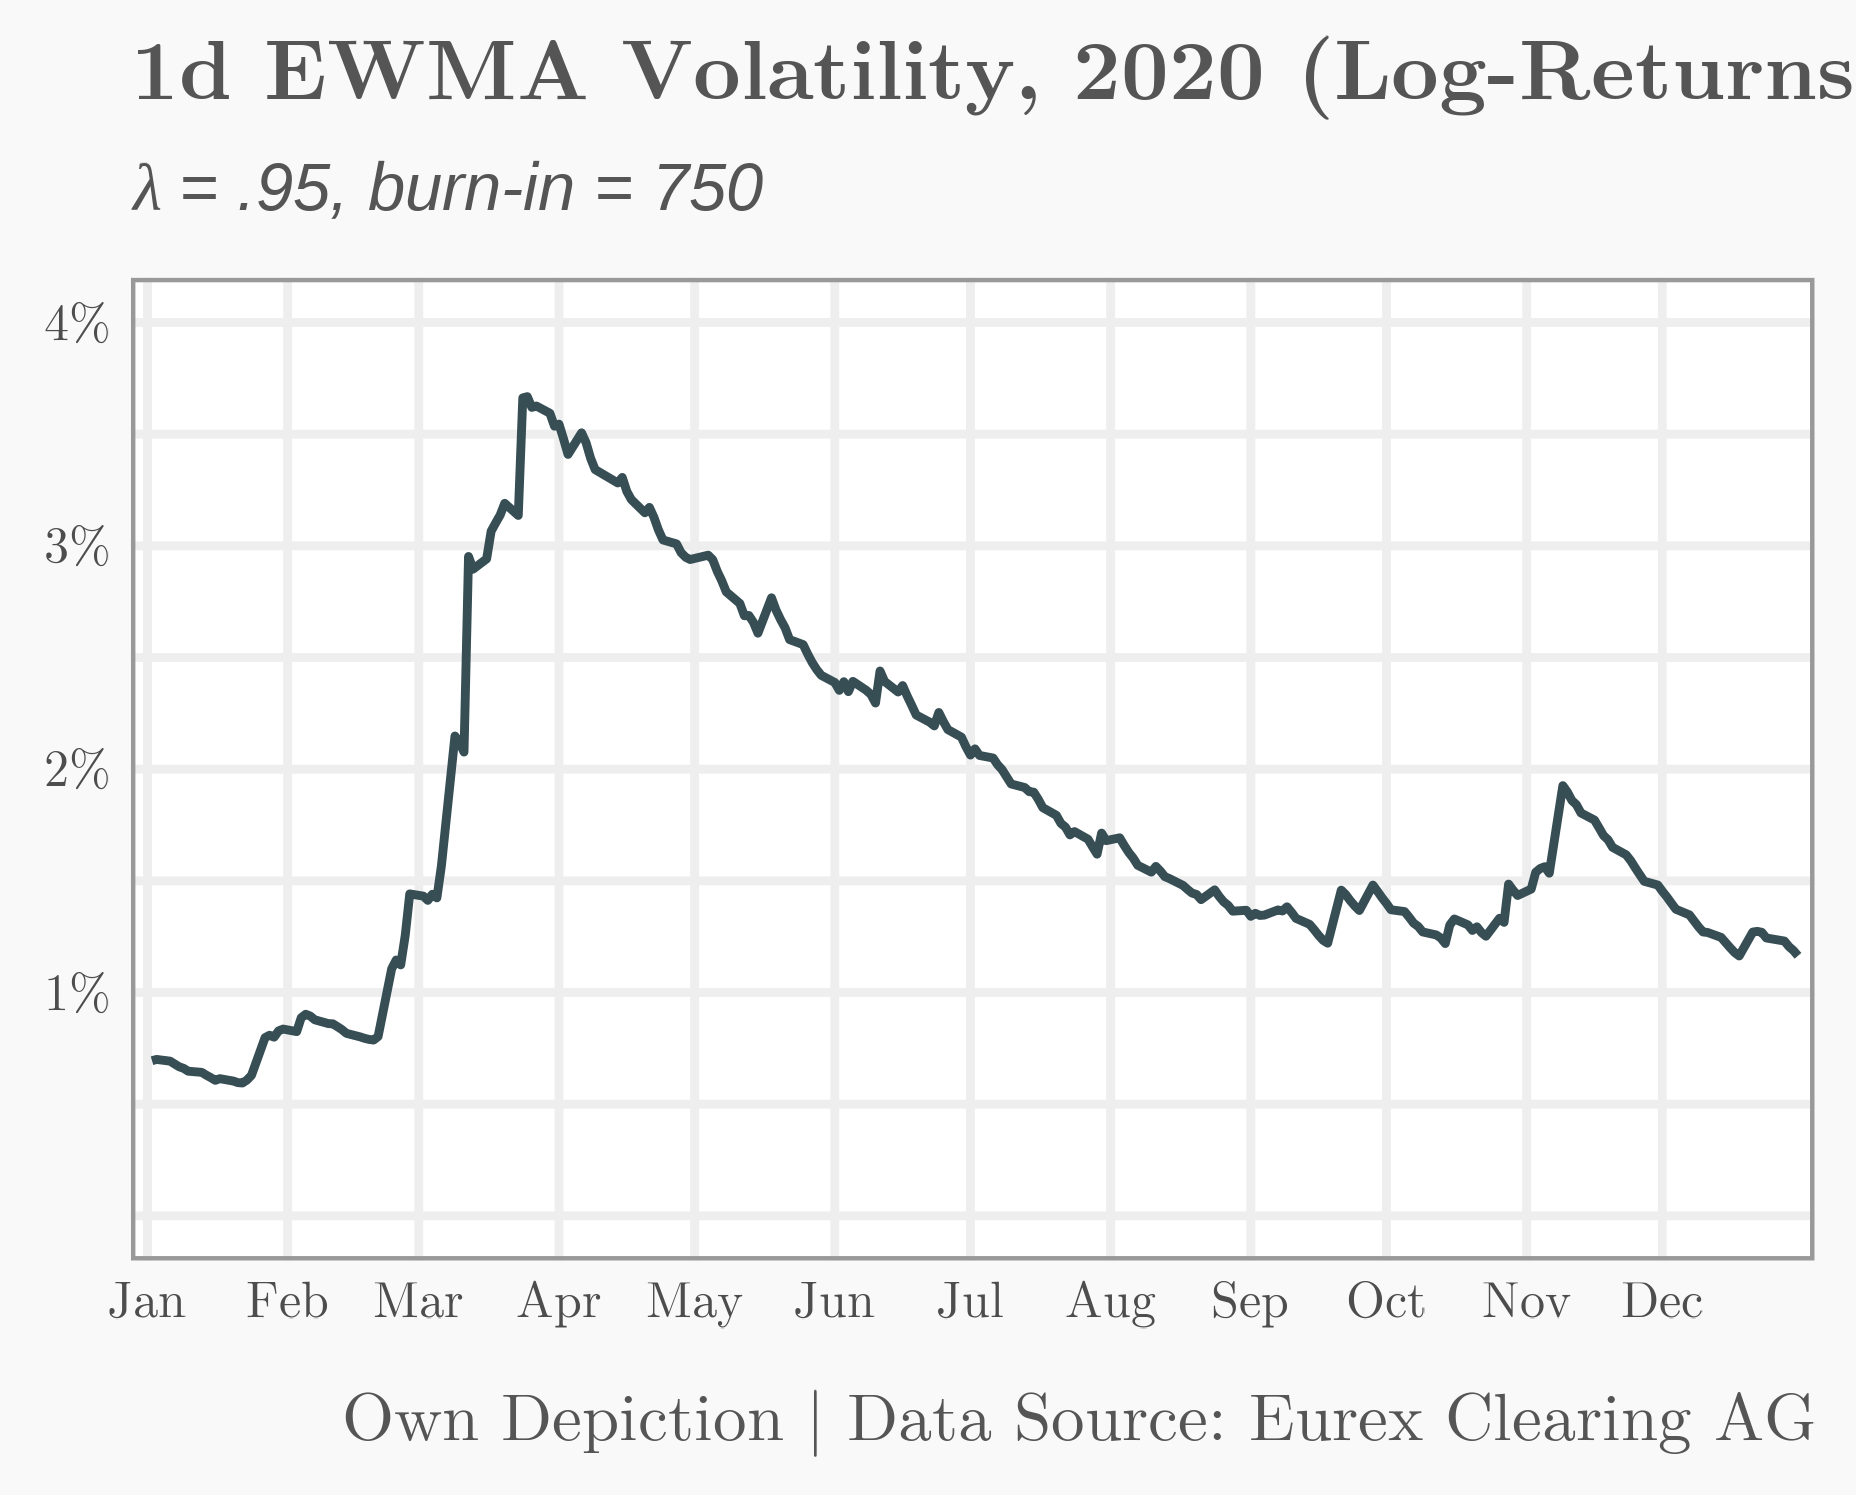 1d EWMA Volatility, 2020 (Log-Returns
λ = .95, burn-in = 750
4%
3%
2%
1%
Jan Feb Mar Apr May Jun Jul Aug Sep Oct Nov Dec
Own Depiction | Data Source: Eurex Clearing AG